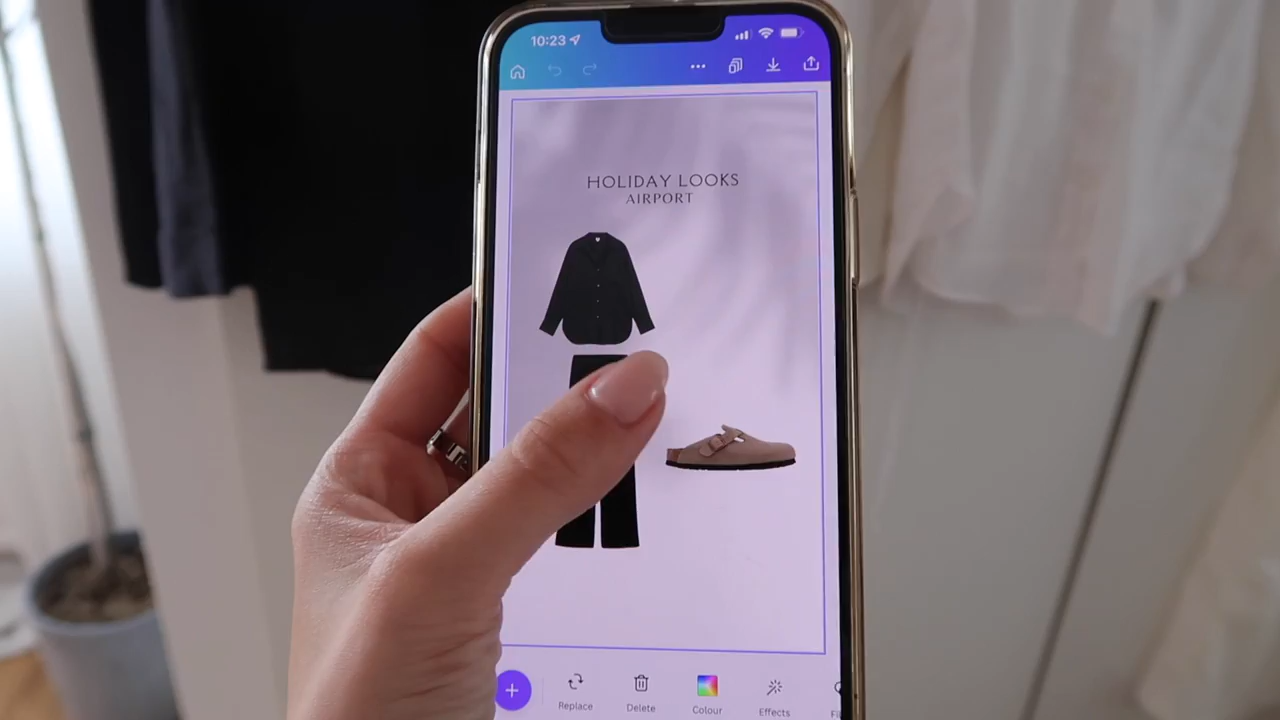 10:23
HOLIDAY LOOKS
AIRPORT
Replace
Delete
Colour
Effects